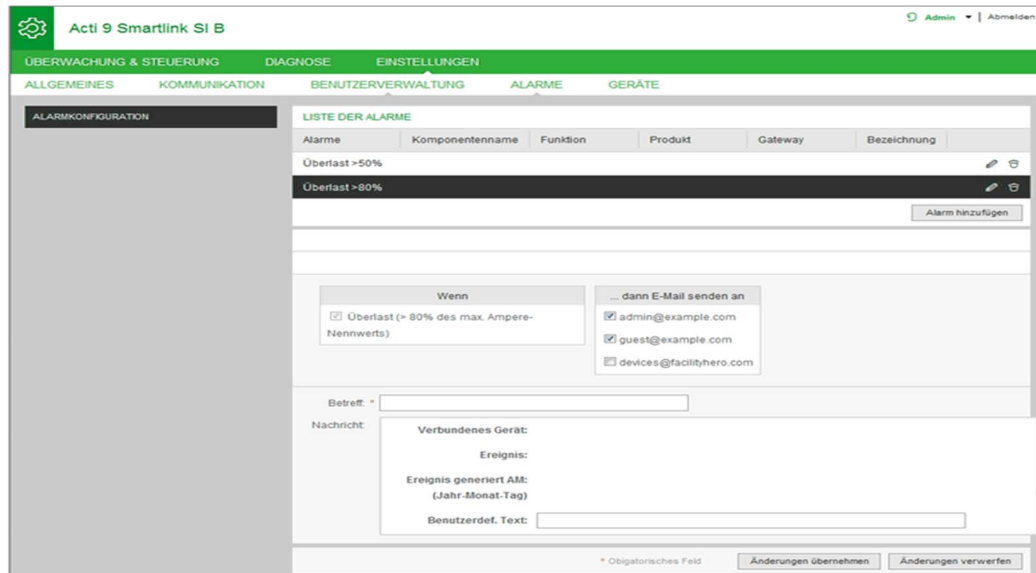 Acti 9 Smartlink SI B
Admin | Abmelden
ÜBERWACHUNG & STEUERUNG DIAGNOSE EINSTELLUNGEN
ALLGEMEINES KOMMUNIKATION BENUTZERVERWALTUNG ALARME GERÄTE
ALARMKONFIGURATION
LISTE DER ALARME
Alarme Komponentenname Funktion Produkt Gateway Bezeichnung
Überlast >50%
Überlast >80%
Alarm hinzufügen
Wenn
Überlast (> 80% des max. Ampere-
Nennwerts)
... dann E-Mail senden an
admin@example.com
guest@example.com
devices@facilityhero.com
Betreff: *
Nachricht:
Verbundenes Gerät:
Ereignis:
Ereignis generiert AM:
(Jahr-Monat-Tag)
Benutzerdef. Text:
* Obigatorisches Feld
Änderungen übernehmen
Änderungen verwerfen